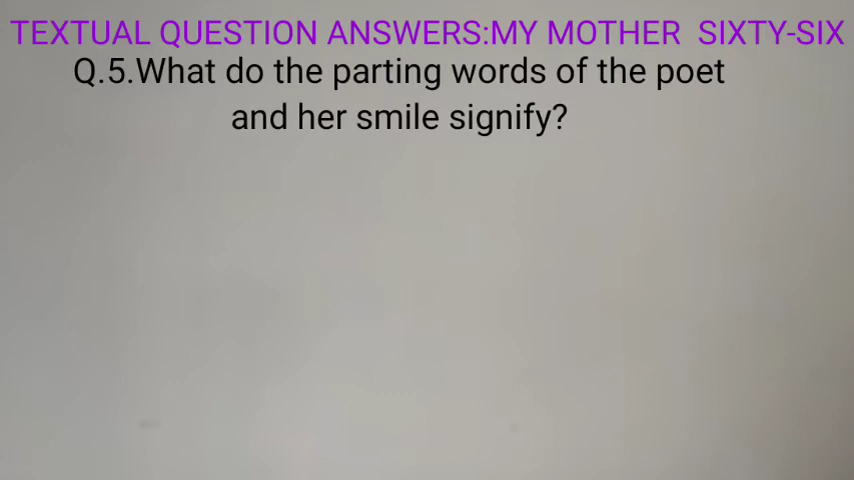 TEXTUAL QUESTION ANSWERS:MY MOTHER  SIXTY-SIX
Q.5.What do the parting words of the poet
and her smile signify?